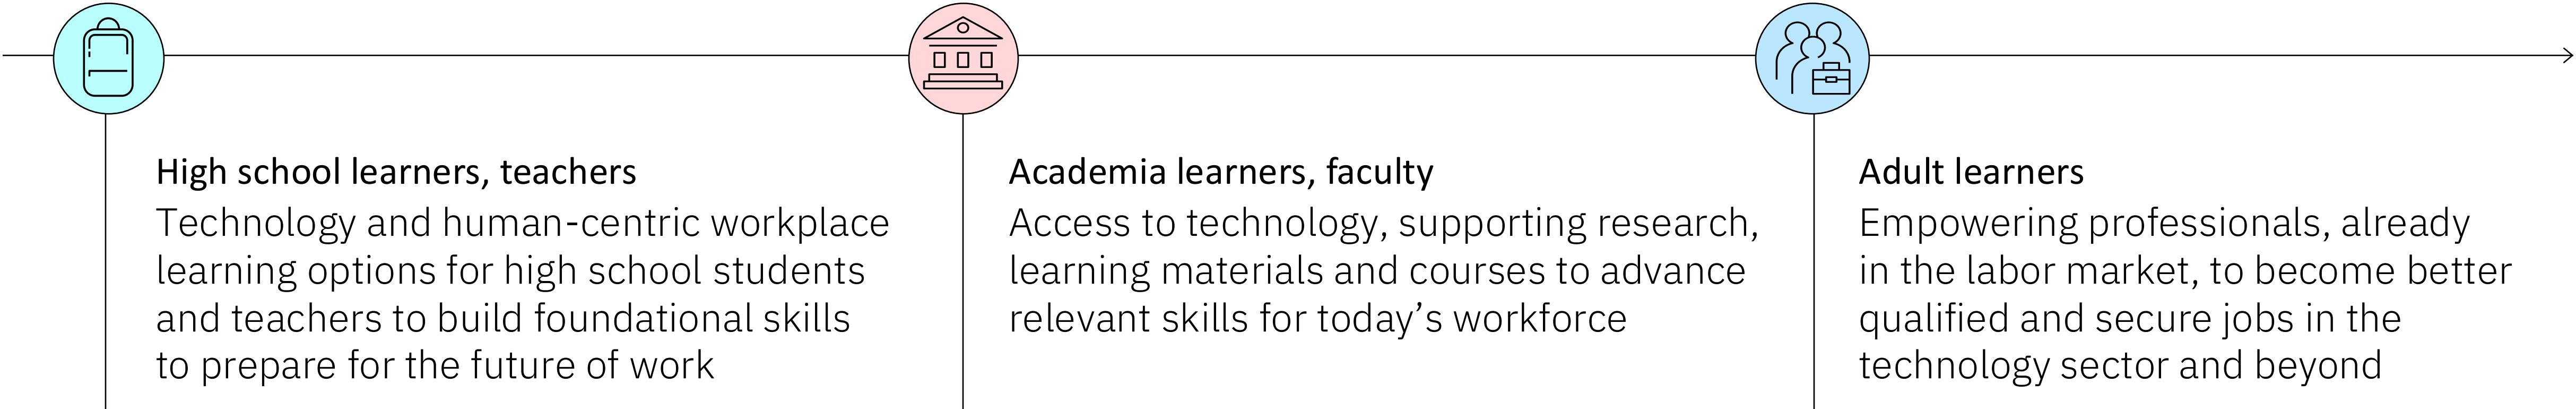 High school learners, teachers
Technology and human-centric workplace
learning options for high school students
and teachers to build foundational skills
to prepare for the future of work
Academia learners, faculty
Access to technology, supporting research,
learning materials and courses to advance
relevant skills for today’s workforce
Adult learners
Empowering professionals, already
in the labor market, to become better
qualified and secure jobs in the
technology sector and beyond